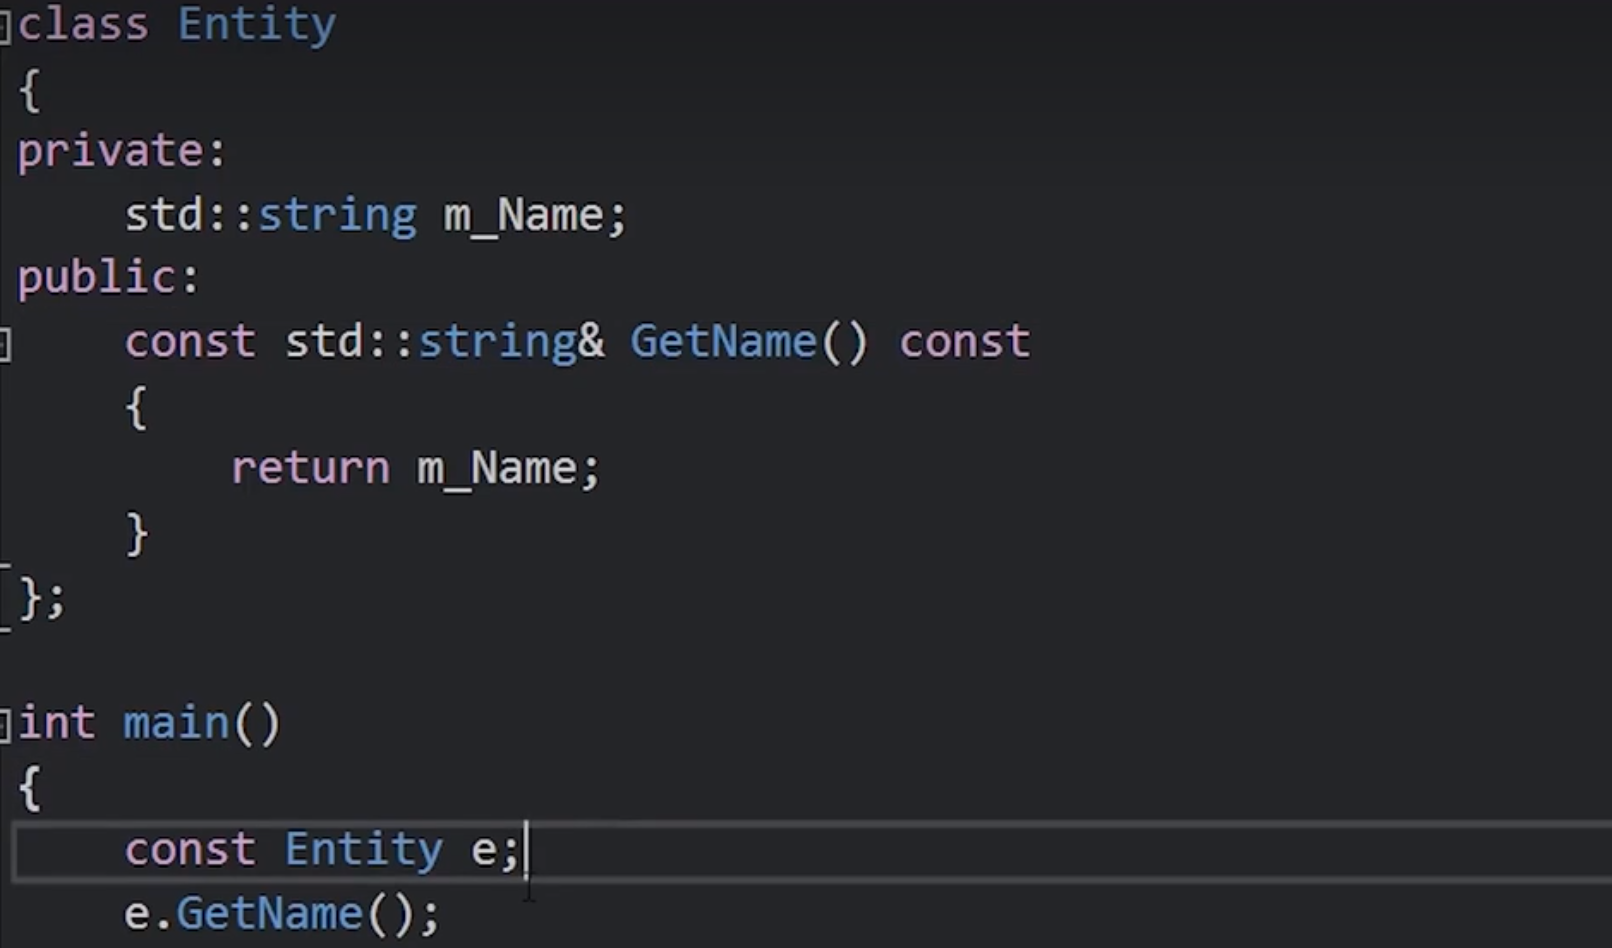 class Entity
{
private:
    std::string m_Name;
public:
    const std::string& GetName() const
    {
        return m_Name;
    }
};

int main()
{
    const Entity e;
    e.GetName();